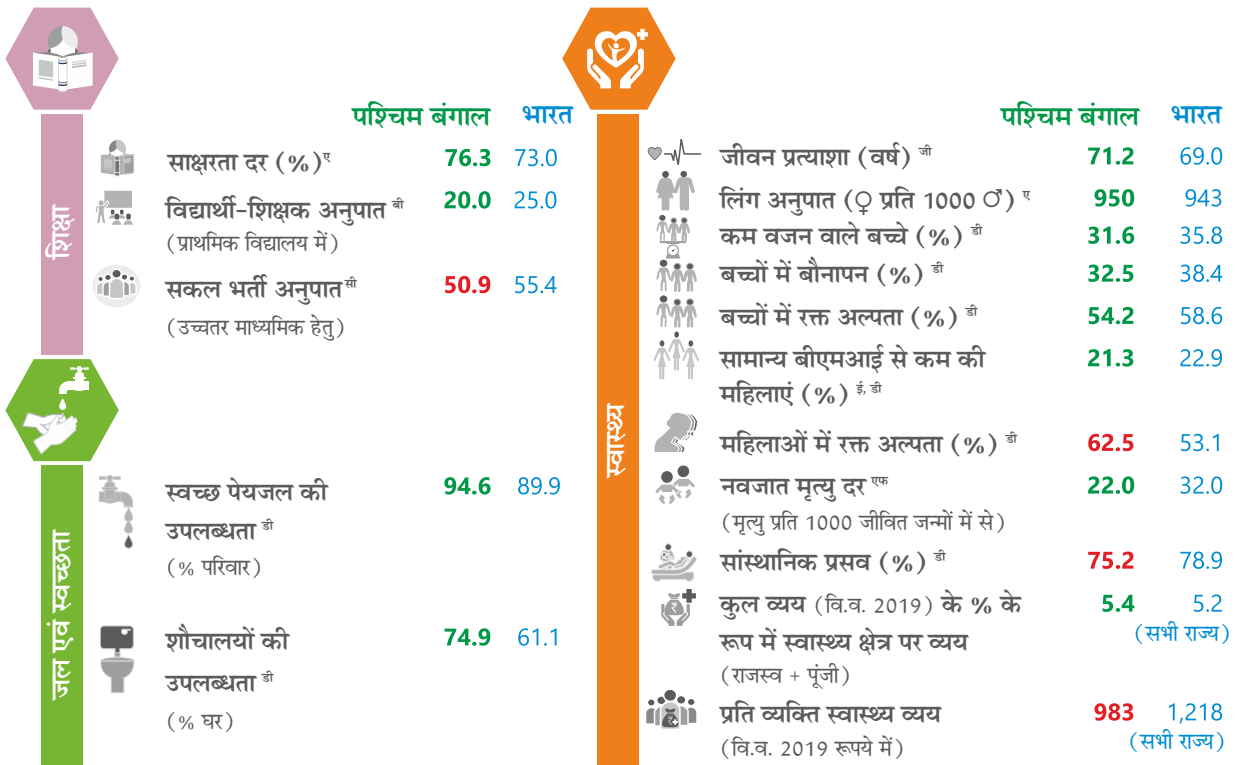 शिक्षा
पश्चिम बंगाल भारत
साक्षरता दर (%)ए 76.3 73.0
विद्यार्थी-शिक्षक अनुपात बी 20.0 25.0
(प्राथमिक विद्यालय में)
सकल भर्ती अनुपात सी 50.9 55.4
(उच्चतर माध्यमिक हेतु)
जल एवं स्वच्छता
स्वच्छ पेयजल की 94.6 89.9
उपलब्धता डी
(% परिवार)
शौचालयों की 74.9 61.1
उपलब्धता डी
(% घर)
स्वास्थ्य
पश्चिम बंगाल भारत
जीवन प्रत्याशा (वर्ष) जी 71.2 69.0
लिंग अनुपात (♀ प्रति 1000 ♂) ए 950 943
कम वजन वाले बच्चे (%) डी 31.6 35.8
बच्चों में बौनापन (%) डी 32.5 38.4
बच्चों में रक्त अल्पता (%) डी 54.2 58.6
सामान्य बीएमआई से कम की 21.3 22.9
महिलाएं (%) ई, डी
महिलाओं में रक्त अल्पता (%) डी 62.5 53.1
नवजात मृत्यु दर एफ 22.0 32.0
(मृत्यु प्रति 1000 जीवित जन्मों में से)
सांस्थानिक प्रसव (%) डी 75.2 78.9
कुल व्यय (वि.व. 2019) के % के 5.4 5.2
(सभी राज्य)
रूप में स्वास्थ्य क्षेत्र पर व्यय
(राजस्व + पूंजी)
प्रति व्यक्ति स्वास्थ्य व्यय 983 1,218
(वि.व. 2019 रूपये में) (सभी राज्य)